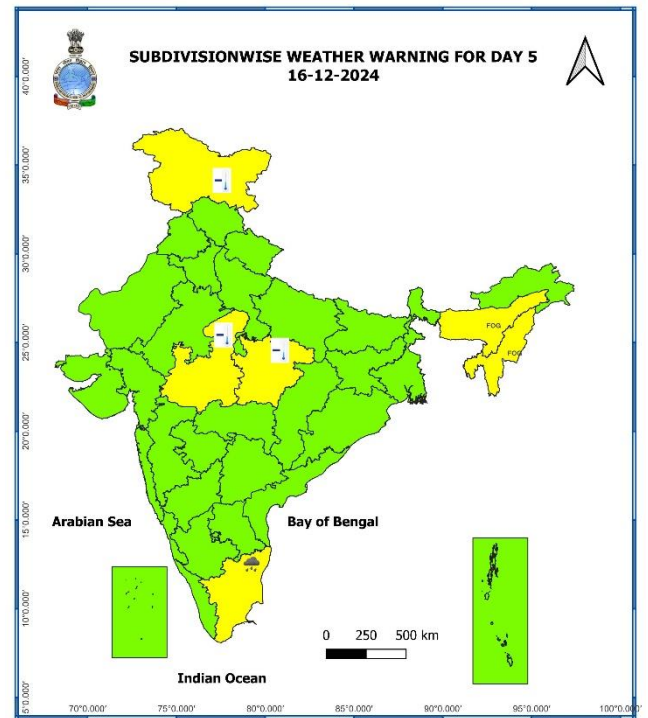 SUBDIVISIONWISE WEATHER WARNING FOR DAY 5
16-12-2024
40°0.000'
35°0.000'
30°0.000'
25°0.000'
20°0.000'
15°0.000'
10°0.000'
5°0.000'
FOG
FOG
Arabian Sea
Bay of Bengal
0 250 500 km
Indian Ocean
70°0.000' 75°0.000' 80°0.000' 85°0.000' 90°0.000' 95°0.000' 100°0.000'